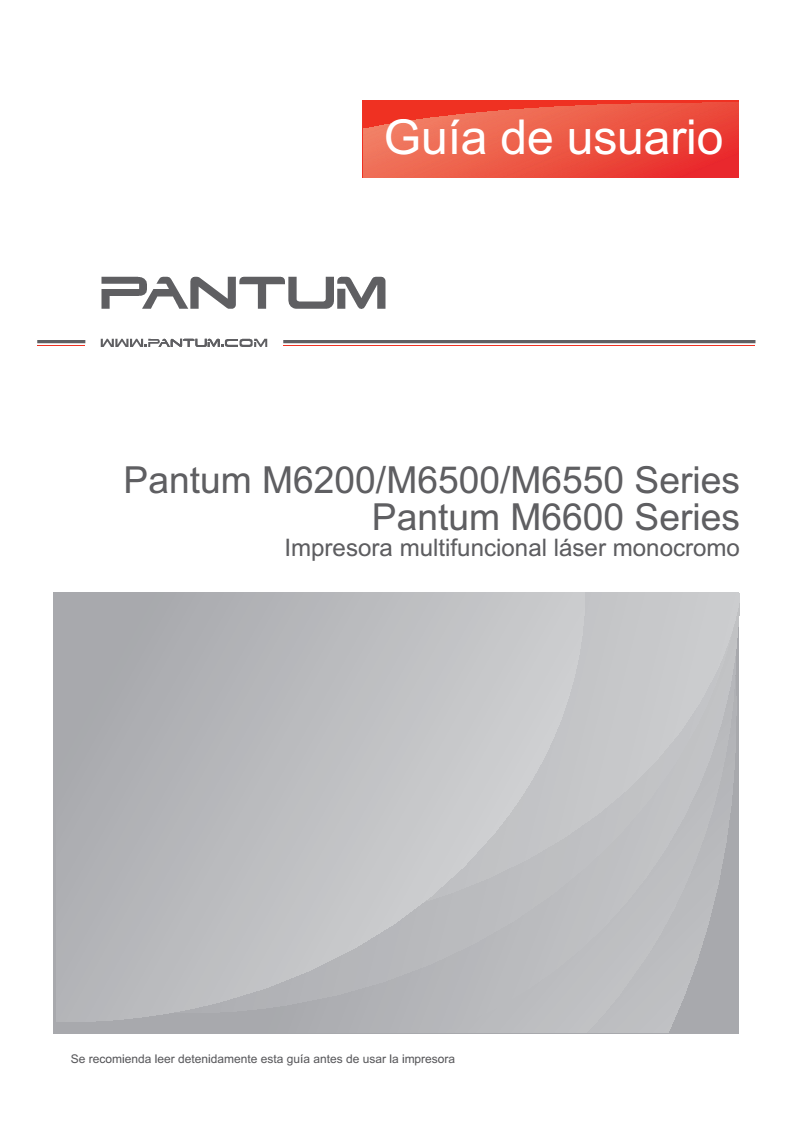 Guía de usuario
PANTUM
WWW.PANTUM.COM
Pantum M6200/M6500/M6550 Series
Pantum M6600 Series
Impresora multifuncional láser monocromo
Se recomienda leer detenidamente esta guía antes de usar la impresora